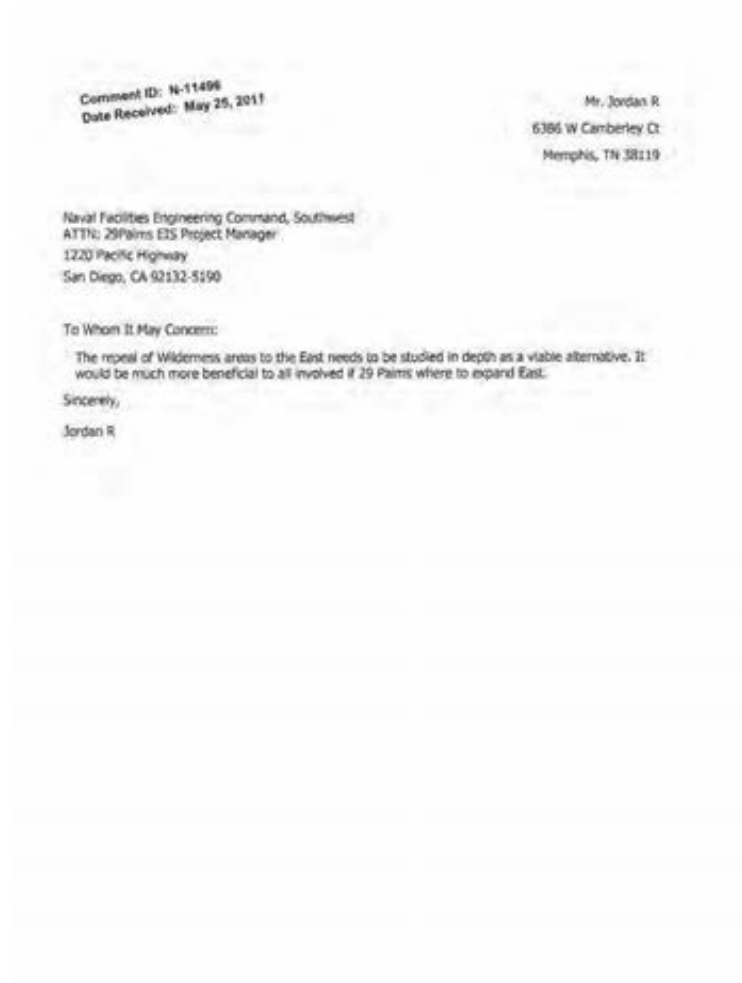 Comment ID: N-11496
Date Received: May 25, 2011
Mr. Jordan R
6386 W Camberley Ct
Memphis, TN 38119
Naval Facilities Engineering Command, Southwest
ATTN: 29Palms EIS Project Manager
1220 Pacific Highway
San Diego, CA 92132-5190
To Whom It May Concern:
The repeal of Wilderness areas to the East needs to be studied in depth as a viable alternative. It
would be much more beneficial to all involved if 29 Palms where to expand East.
Sincerely,
Jordan R